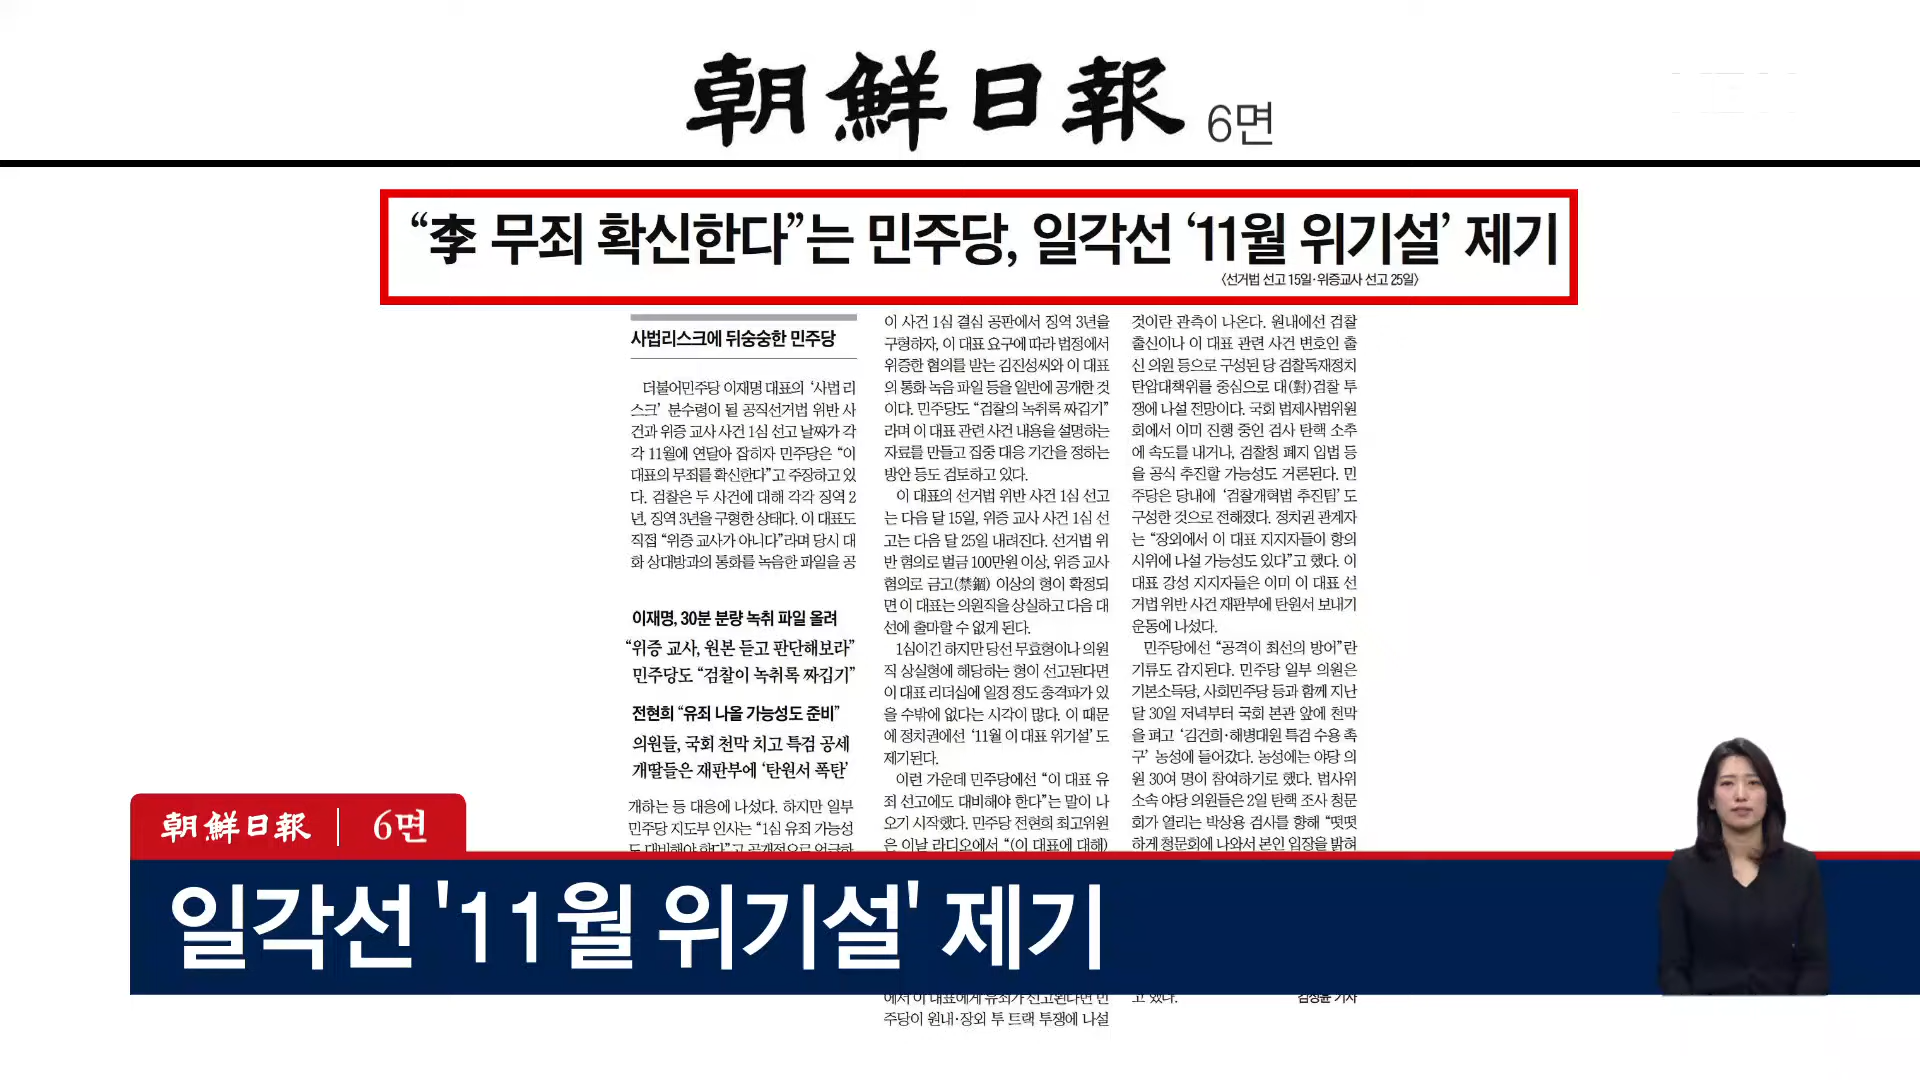 朝鮮日報 6면
“李 무죄 확신한다”는 민주당, 일각선 ‘11월 위기설’ 제기
〈선거법 선고 15일·위증교사 선고 25일〉
사법리스크에 뒤숭숭한 민주당
더불어민주당 이재명 대표의 ‘사법 리
스크’ 분수령이 될 공직선거법 위반 사
건과 위증 교사 사건 1심 선고 날짜가 각
각 11월에 연달아 잡히자 민주당은 “이
대표의 무죄를 확신한다”고 주장하고 있
다. 검찰은 두 사건에 대해 각각 징역 2
년, 징역 3년을 구형한 상태다. 이 대표도
직접 “위증 교사가 아니다”라며 당시 대
화 상대방과의 통화를 녹음한 파일을 공
이재명, 30분 분량 녹취 파일 올려
“위증 교사, 원본 듣고 판단해보라”
민주당도 “검찰이 녹취록 짜깁기”
전현희 “유죄 나올 가능성도 준비”
의원들, 국회 천막 치고 특검 공세
개딸들은 재판부에 ‘탄원서 폭탄’
개하는 등 대응에 나섰다. 하지만 일부
민주당 지도부 인사는 “1심 유죄 가능성
도 대비해야 한다”고 공개적으로 언급하
이 사건 1심 결심 공판에서 징역 3년을
구형하자, 이 대표 요구에 따라 법정에서
위증한 혐의를 받는 김진성씨와 이 대표
의 통화 녹음 파일 등을 일반에 공개한 것
이다. 민주당도 “검찰의 녹취록 짜깁기”
라며 이 대표 관련 사건 내용을 설명하는
자료를 만들고 집중 대응 기간을 정하는
방안 등도 검토하고 있다.
이 대표의 선거법 위반 사건 1심 선고
는 다음 달 15일, 위증 교사 사건 1심 선
고는 다음 달 25일 내려진다. 선거법 위
반 혐의로 벌금 100만원 이상, 위증 교사
혐의로 금고(禁錮) 이상의 형이 확정되
면 이 대표는 의원직을 상실하고 다음 대
선에 출마할 수 없게 된다.
1심이긴 하지만 당선 무효형이나 의원
직 상실형에 해당하는 형이 선고된다면
이 대표 리더십에 일정 정도 충격파가 있
을 수밖에 없다는 시각이 많다. 이 때문
에 정치권에선 ‘11월 이 대표 위기설’도
제기된다.
이런 가운데 민주당에선 “이 대표 유
죄 선고에도 대비해야 한다”는 말이 나
오기 시작했다. 민주당 전현희 최고위원
은 이날 라디오에서 “(이 대표에 대해)
에서 이 대표에게 유죄가 선고된다면 민
주당이 원내·장외 투 트랙 투쟁에 나설
것이란 관측이 나온다. 원내에선 검찰
출신이나 이 대표 관련 사건 변호인 출
신 의원 등으로 구성된 당 검찰독재정치
탄압대책위를 중심으로 대(對)검찰 투
쟁에 나설 전망이다. 국회 법제사법위원
회에서 이미 진행 중인 검사 탄핵 소추
에 속도를 내거나, 검찰청 폐지 입법 등
을 공식 추진할 가능성도 거론된다. 민
주당은 당내에 ‘검찰개혁법 추진팀’도
구성한 것으로 전해졌다. 정치권 관계자
는 “장외에서 이 대표 지지자들이 항의
시위에 나설 가능성도 있다”고 했다. 이
대표 강성 지지자들은 이미 이 대표 선
거법 위반 사건 재판부에 탄원서 보내기
운동에 나섰다.
민주당에선 “공격이 최선의 방어”란
기류도 감지된다. 민주당 일부 의원은
기본소득당, 사회민주당 등과 함께 지난
달 30일 저녁부터 국회 본관 앞에 천막
을 펴고 ‘김건희·해병대원 특검 수용 촉
구’ 농성에 들어갔다. 농성에는 야당 의
원 30여 명이 참여하기로 했다. 법사위
소속 야당 의원들은 2일 탄핵 조사 청문
회가 열리는 박상용 검사를 향해 “떳떳
하게 청문회에 나와서 본인 입장을 밝혀
고 했다.
김정윤 기자
朝鮮日報 | 6면
일각선 '11월 위기설' 제기